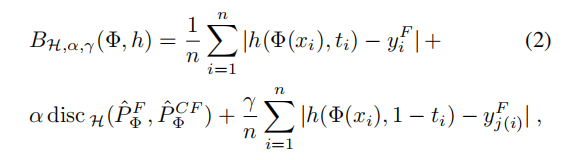 B_{\mathcal{H},\alpha,\gamma}(\Phi, h) = \frac{1}{n} \sum_{i=1}^{n} |h(\Phi(x_i), t_i) - y_i^F| + (2)
\alpha \, \text{disc}_{\mathcal{H}}(\hat{P}_\Phi^F, \hat{P}_\Phi^{CF}) + \frac{\gamma}{n} \sum_{i=1}^{n} |h(\Phi(x_i), 1 - t_i) - y_{j(i)}^F| ,